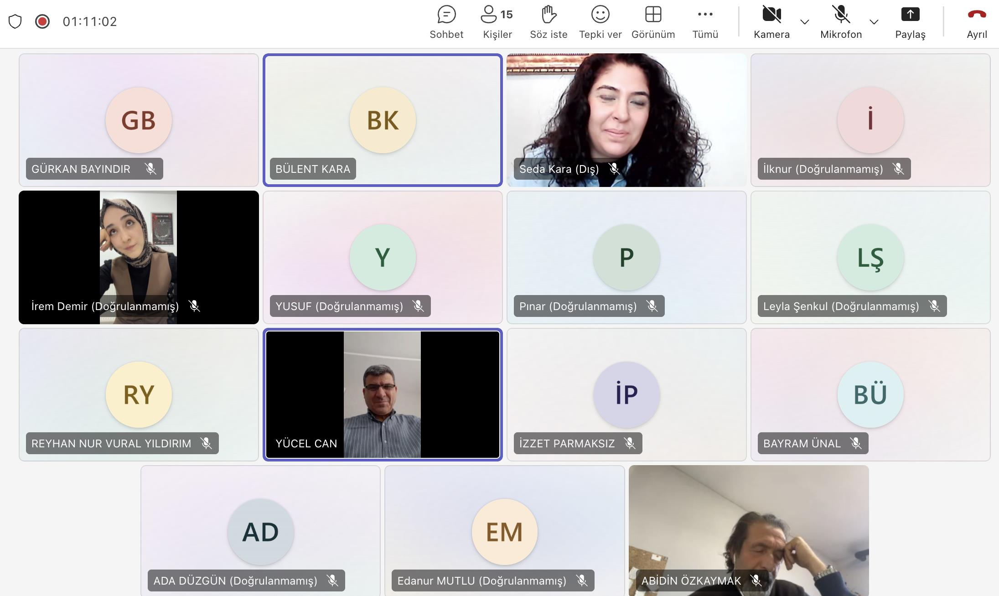 01:11:02
15
Sohbet
Kişiler
Söz iste
Tepki ver
Görünüm
Tümü
Kamera
Mikrofon
Paylaş
Ayrıl
GB
GÜRKAN BAYINDIR
BK
BÜLENT KARA
Seda Kara (Dış)
İ
İlknur (Doğrulanmamış)
İrem Demir (Doğrulanmamış)
Y
YUSUF (Doğrulanmamış)
P
Pınar (Doğrulanmamış)
LŞ
Leyla Şenkul (Doğrulanmamış)
RY
REYHAN NUR VURAL YILDIRIM
YÜCEL CAN
İP
İZZET PARMAKSIZ
BÜ
BAYRAM ÜNAL
AD
ADA DÜZGÜN (Doğrulanmamış)
EM
Edanur MUTLU (Doğrulanmamış)
ABİDİN ÖZKAYMAK